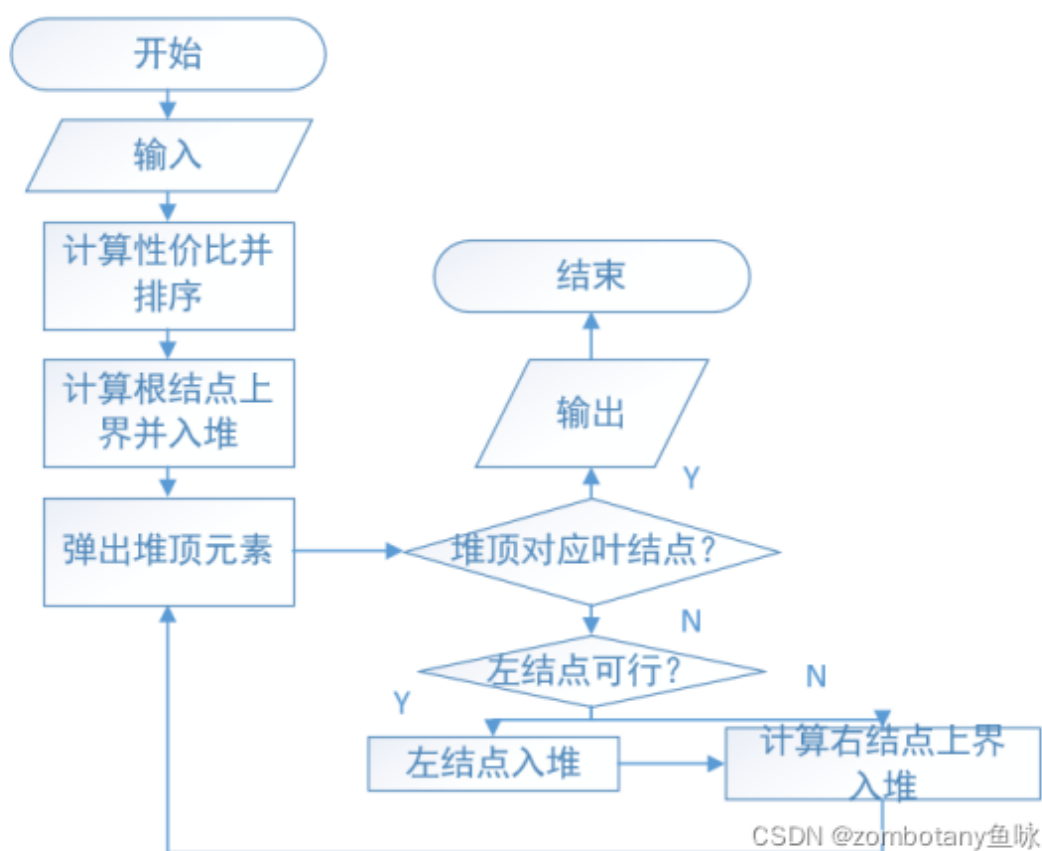 开始
输入
计算性价比并
排序
计算根结点上
界并入堆
弹出堆顶元素
结束
输出
Y
堆顶对应叶结点?
N
左结点可行?
Y
N
左结点入堆
计算右结点上界
入堆
CSDN @zombotany鱼咏